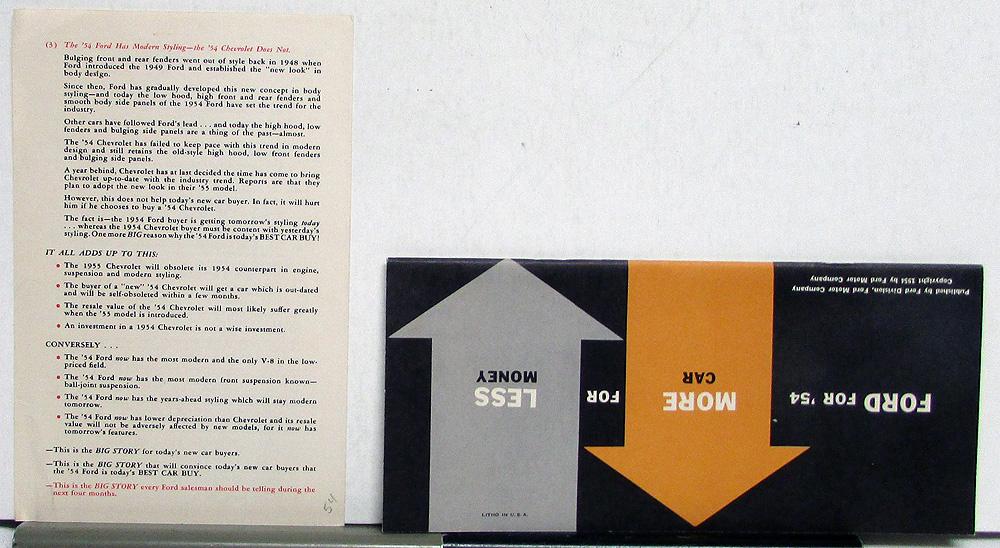 (3) The '54 Ford Has Modern Styling—the '54 Chevrolet Does Not.
Bulging front and rear fenders went out of style back in 1948 when
Ford introduced the 1949 Ford and established the "new look" in
body design.
Since then, Ford has gradually developed this new concept in body
styling—and today the low hood, high front and rear fenders and
smooth body side panels of the 1954 Ford have set the trend for the
industry.
Other cars have followed Ford's lead . . . and today the high hood, low
fenders and bulging side panels are a thing of the past—almost.
The '54 Chevrolet has failed to keep pace with this trend in modern
design and still retains the old-style high hood, low front fenders
and bulging side panels.
A year behind, Chevrolet has at last decided the time has come to bring
Chevrolet up-to-date with the industry trend. Reports are that they
plan to adopt the new look in their '55 model.
However, this does not help today's new car buyer. In fact, it will hurt
him if he chooses to buy a '54 Chevrolet.
The fact is—the 1954 Ford buyer is getting tomorrow's styling today
. . . whereas the 1954 Chevrolet buyer must be content with yesterday's
styling. One more BIG reason why the '54 Ford is today's BEST CAR BUY!
IT ALL ADDS UP TO THIS:
• The 1955 Chevrolet will obsolete its 1954 counterpart in engine,
suspension and modern styling.
• The buyer of a "new" '54 Chevrolet will get a car which is out-dated
and will be self-obsoleted within a few months.
• The resale value of the '54 Chevrolet will most likely suffer greatly
when the '55 model is introduced.
• An investment in a 1954 Chevrolet is not a wise investment.
CONVERSELY . . .
• The '54 Ford now has the most modern and the only V-8 in the low-
priced field.
• The '54 Ford now has the most modern front suspension known—
ball-joint suspension.
• The '54 Ford now has the years-ahead styling which will stay modern
tomorrow.
• The '54 Ford now has lower depreciation than Chevrolet and its resale
value will not be adversely affected by new models, for it now has
tomorrow's features.
—This is the BIG STORY for today's new car buyers.
—This is the BIG STORY that will convince today's new car buyers that
the '54 Ford is today's BEST CAR BUY.
—This is the BIG STORY every Ford salesman should be telling during the
next four months.
54
FORD FOR '54
MORE
CAR
FOR
LESS
MONEY
Published by Ford Division, Ford Motor Company
Copyright 1954 by Ford Motor Company
LITHO IN U.S.A.